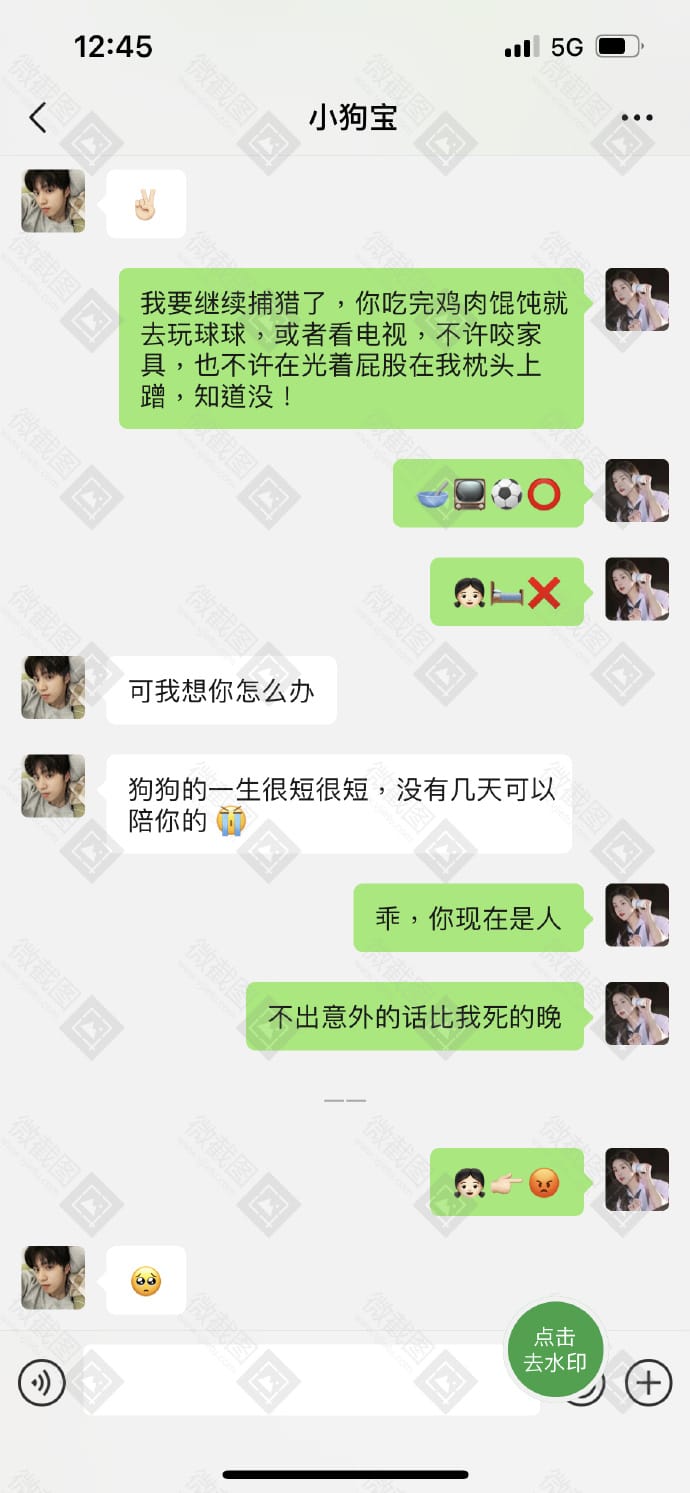 12:45
5G
小狗宝
✌🏻
我要继续捕猎了，你吃完鸡肉馄饨就
去玩球球，或者看电视，不许咬家
具，也不许在光着屁股在我枕头上
蹭，知道没！
🥣📺⚽⭕
👧🏻🛏️❌
可我想你怎么办
狗狗的一生很短很短，没有几天可以
陪你的😭
乖，你现在是人
不出意外的话比我死的晚
——
👧🏻👉🏻😡
🥺
点击
去水印
微截图